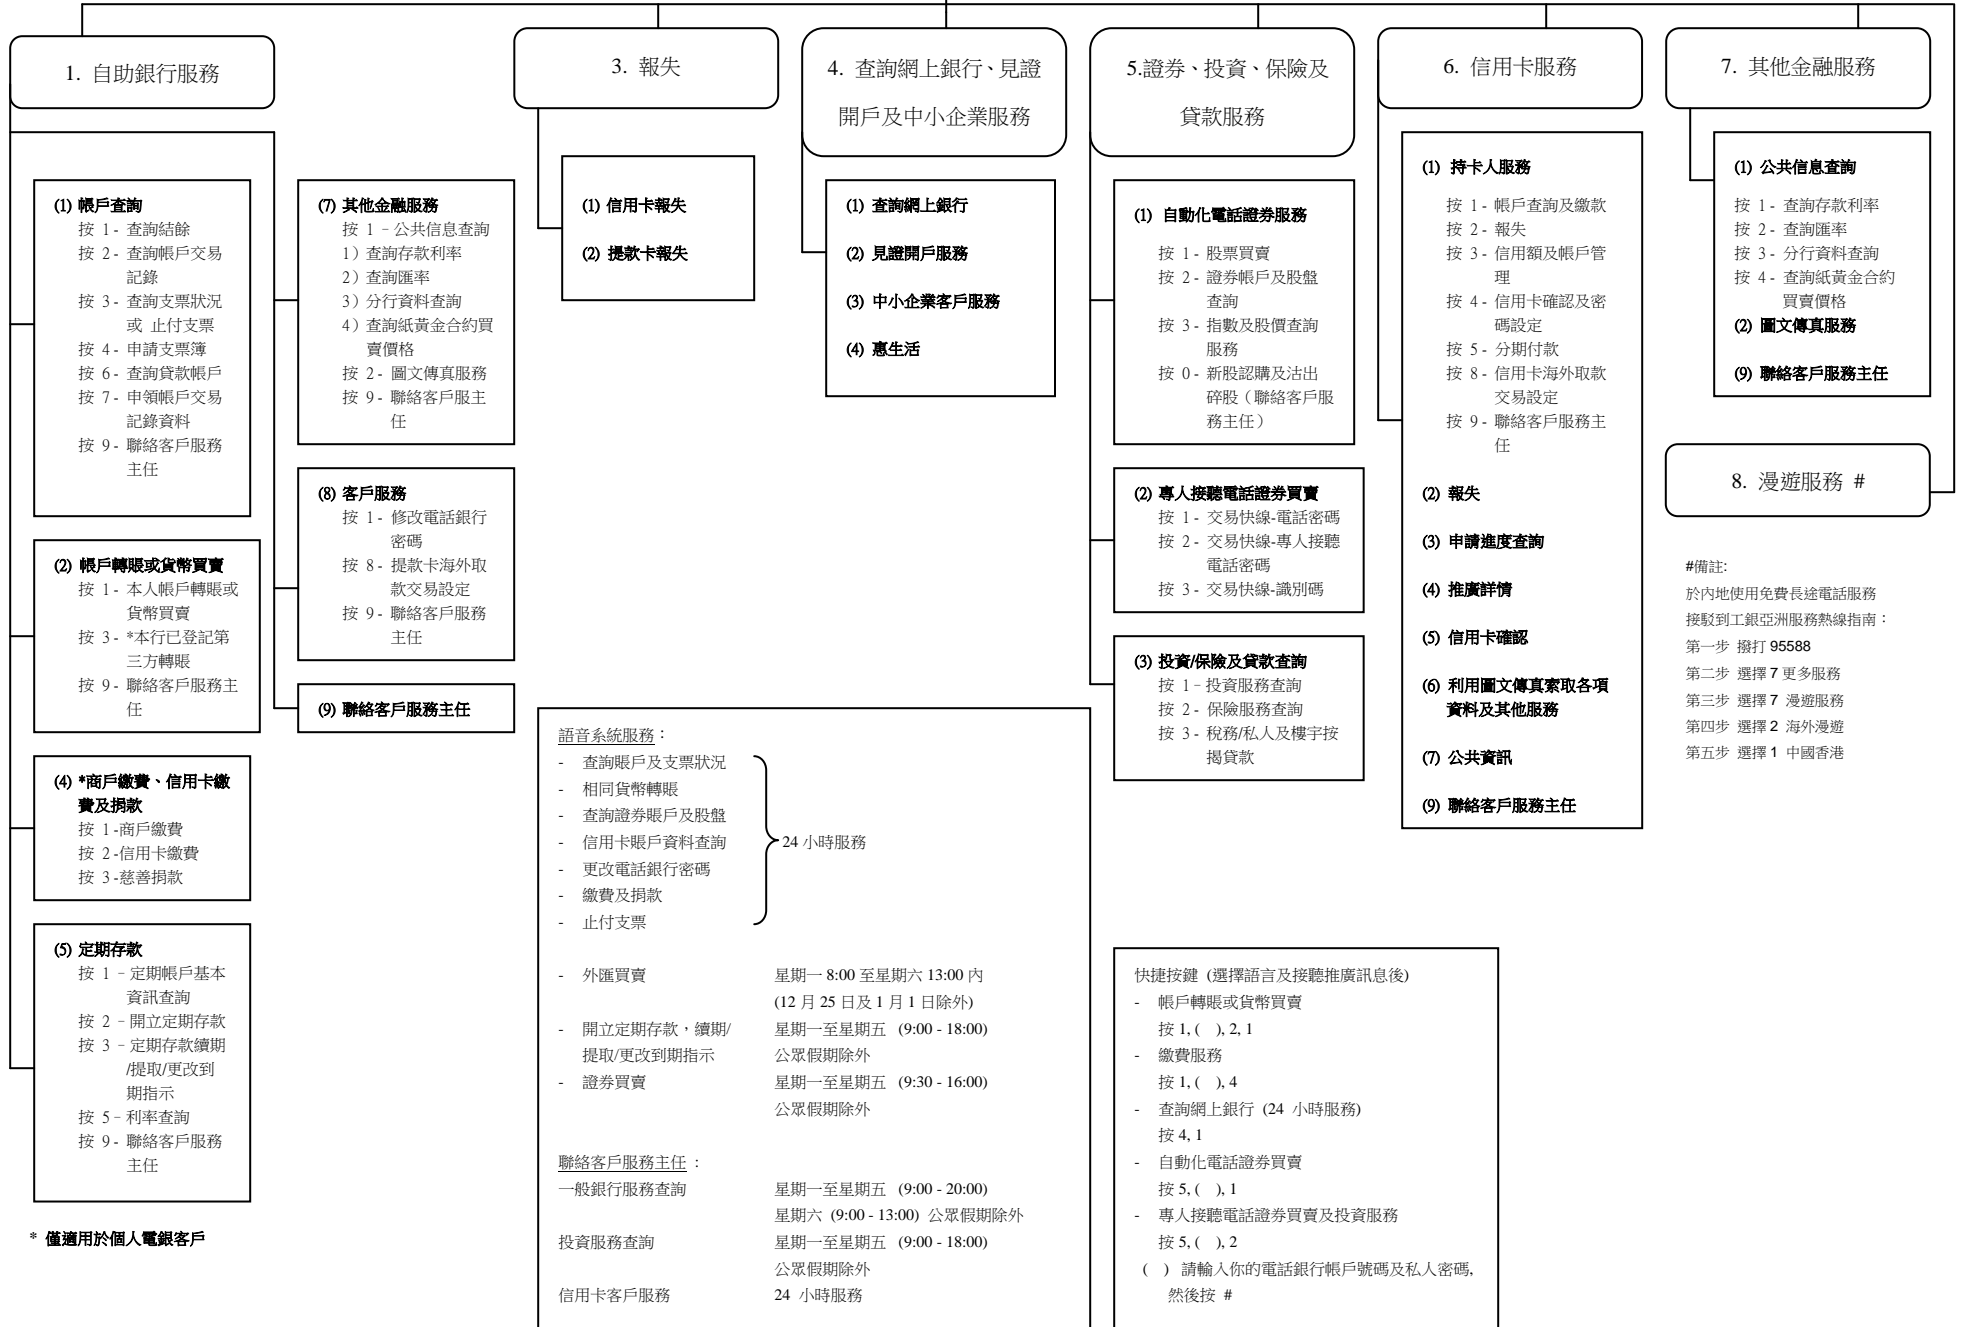 1. 自助銀行服務
(1) 帳戶查詢
按 1 - 查詢結餘
按 2 - 查詢帳戶交易
記錄
按 3 - 查詢支票狀況
或 止付支票
按 4 - 申請支票簿
按 6 - 查詢貸款帳戶
按 7 - 申領帳戶交易
記錄資料
按 9 - 聯絡客戶服務
主任
(2) 帳戶轉賬或貨幣買賣
按 1 - 本人帳戶轉賬或
貨幣買賣
按 3 - *本行已登記第
三方轉賬
按 9 - 聯絡客戶服務主
任
(4) *商戶繳費、信用卡繳
費及捐款
按 1 -商戶繳費
按 2 -信用卡繳費
按 3 -慈善捐款
(5) 定期存款
按 1 - 定期帳戶基本
資訊查詢
按 2 - 開立定期存款
按 3 - 定期存款續期
/提取/更改到
期指示
按 5 - 利率查詢
按 9 - 聯絡客戶服務
主任
* 僅適用於個人電銀客戶
(7) 其他金融服務
按 1 - 公共信息查詢
1）查詢存款利率
2）查詢匯率
3）分行資料查詢
4）查詢紙黃金合約買
賣價格
按 2 - 圖文傳真服務
按 9 - 聯絡客戶服主
任
(8) 客戶服務
按 1 - 修改電話銀行
密碼
按 8 - 提款卡海外取
款交易設定
按 9 - 聯絡客戶服務
主任
(9) 聯絡客戶服務主任
3. 報失
(1) 信用卡報失
(2) 提款卡報失
4. 查詢網上銀行、見證
開戶及中小企業服務
(1) 查詢網上銀行
(2) 見證開戶服務
(3) 中小企業客戶服務
(4) 惠生活
5.證券、投資、保險及
貸款服務
(1) 自動化電話證券服務
按 1 - 股票買賣
按 2 - 證券帳戶及股盤
查詢
按 3 - 指數及股價查詢
服務
按 0 - 新股認購及沽出
碎股（聯絡客戶服
務主任）
(2) 專人接聽電話證券買賣
按 1 - 交易快線-電話密碼
按 2 - 交易快線-專人接聽
電話密碼
按 3 - 交易快線-識別碼
(3) 投資/保險及貸款查詢
按 1 - 投資服務查詢
按 2 - 保險服務查詢
按 3 - 稅務/私人及樓宇按
揭貸款
6. 信用卡服務
(1) 持卡人服務
按 1 - 帳戶查詢及繳款
按 2 - 報失
按 3 - 信用額及帳戶管
理
按 4 - 信用卡確認及密
碼設定
按 5 - 分期付款
按 8 - 信用卡海外取款
交易設定
按 9 - 聯絡客戶服務主
任
(2) 報失
(3) 申請進度查詢
(4) 推廣詳情
(5) 信用卡確認
(6) 利用圖文傳真索取各項
資料及其他服務
(7) 公共資訊
(9) 聯絡客戶服務主任
7. 其他金融服務
(1) 公共信息查詢
按 1 - 查詢存款利率
按 2 - 查詢匯率
按 3 - 分行資料查詢
按 4 - 查詢紙黃金合約
買賣價格
(2) 圖文傳真服務
(9) 聯絡客戶服務主任
8. 漫遊服務 #
#備註:
於內地使用免費長途電話服務
接駁到工銀亞洲服務熱線指南：
第一步 撥打 95588
第二步 選擇 7 更多服務
第三步 選擇 7 漫遊服務
第四步 選擇 2 海外漫遊
第五步 選擇 1 中國香港
語音系統服務：
- 查詢賬戶及支票狀況
- 相同貨幣轉賬
- 查詢證券賬戶及股盤
- 信用卡賬戶資料查詢 24 小時服務
- 更改電話銀行密碼
- 繳費及捐款
- 止付支票
- 外匯買賣 星期一 8:00 至星期六 13:00 內
(12 月 25 日及 1 月 1 日除外)
- 開立定期存款，續期/ 星期一至星期五 (9:00 - 18:00)
提取/更改到期指示 公眾假期除外
- 證券買賣 星期一至星期五 (9:30 - 16:00)
公眾假期除外
聯絡客戶服務主任：
一般銀行服務查詢 星期一至星期五 (9:00 - 20:00)
星期六 (9:00 - 13:00) 公眾假期除外
投資服務查詢 星期一至星期五 (9:00 - 18:00)
公眾假期除外
信用卡客戶服務 24 小時服務
快捷按鍵 (選擇語言及接聽推廣訊息後)
- 帳戶轉賬或貨幣買賣
按 1, ( ), 2, 1
- 繳費服務
按 1, ( ), 4
- 查詢網上銀行 (24 小時服務)
按 4, 1
- 自動化電話證券買賣
按 5, ( ), 1
- 專人接聽電話證券買賣及投資服務
按 5, ( ), 2
( ) 請輸入你的電話銀行帳戶號碼及私人密碼,
然後按 #